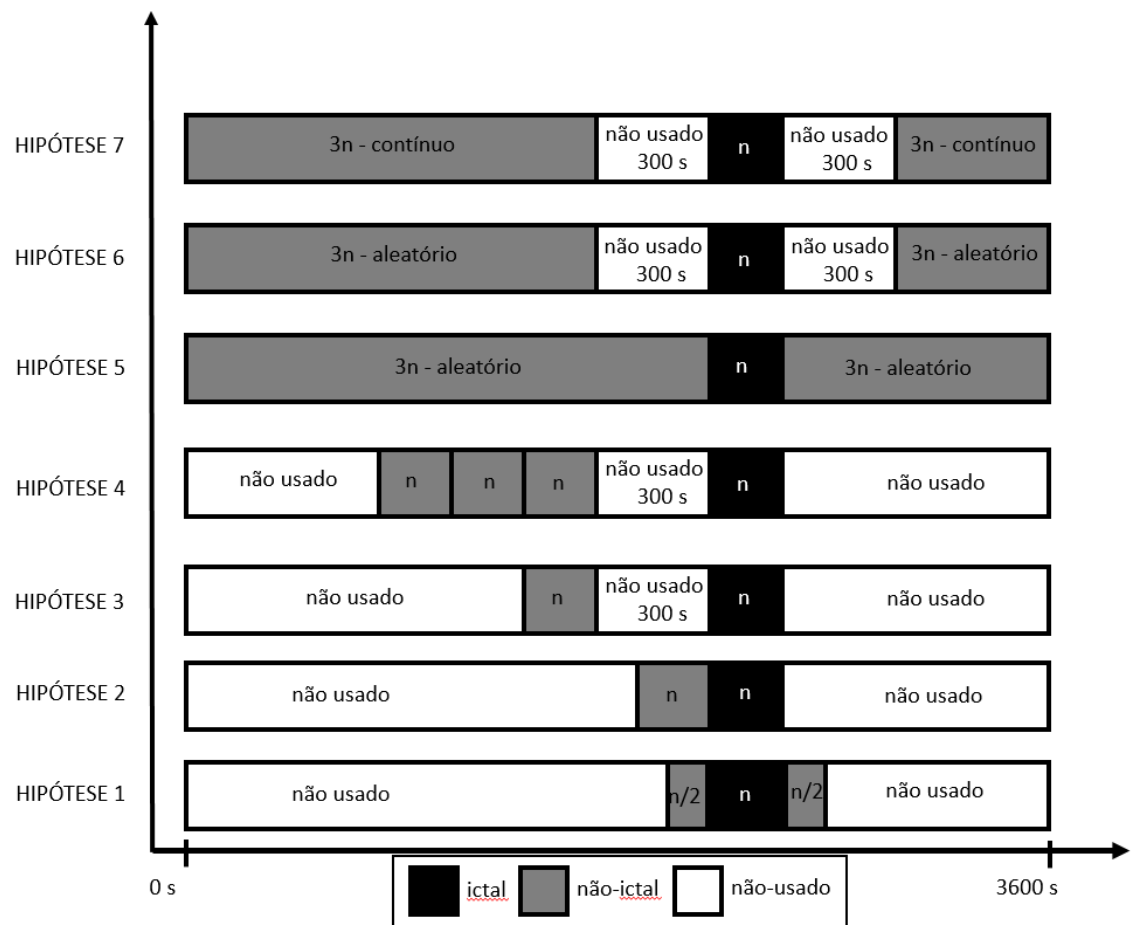 HIPÓTESE 7
3n - contínuo
não usado
300 s
n
não usado
300 s
3n - contínuo
HIPÓTESE 6
3n - aleatório
não usado
300 s
n
não usado
300 s
3n - aleatório
HIPÓTESE 5
3n - aleatório
n
3n - aleatório
HIPÓTESE 4
não usado
n
n
n
não usado
300 s
n
não usado
HIPÓTESE 3
não usado
n
não usado
300 s
n
não usado
HIPÓTESE 2
não usado
n
n
não usado
HIPÓTESE 1
não usado
n/2
n
n/2
não usado
0 s
3600 s
ictal
não-ictal
não-usado